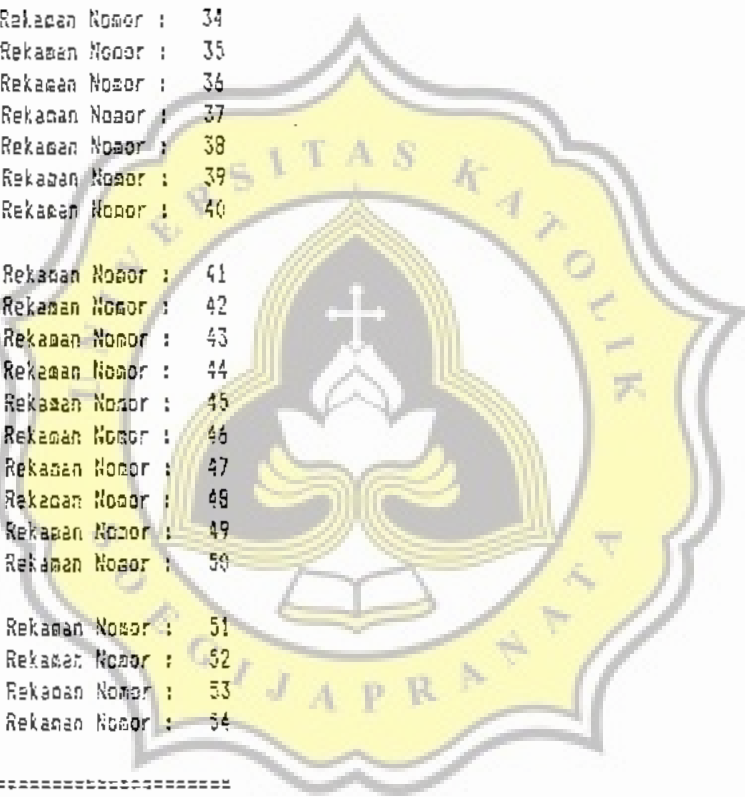 Rekaman Nomor : 34
Rekaman Nomor : 35
Rekaman Nomor : 36
Rekaman Nomor : 37
Rekaman Nomor : 38
Rekaman Nomor : 39
Rekaman Nomor : 40
Rekaman Nomor : 41
Rekaman Nomor : 42
Rekaman Nomor : 43
Rekaman Nomor : 44
Rekaman Nomor : 45
Rekaman Nomor : 46
Rekaman Nomor : 47
Rekaman Nomor : 48
Rekaman Nomor : 49
Rekaman Nomor : 50
Rekaman Nomor : 51
Rekaman Nomor : 52
Rekaman Nomor : 53
Rekaman Nomor : 54
=======================
UNIVERSITAS KATOLIK
SOEGIJAPRANATA